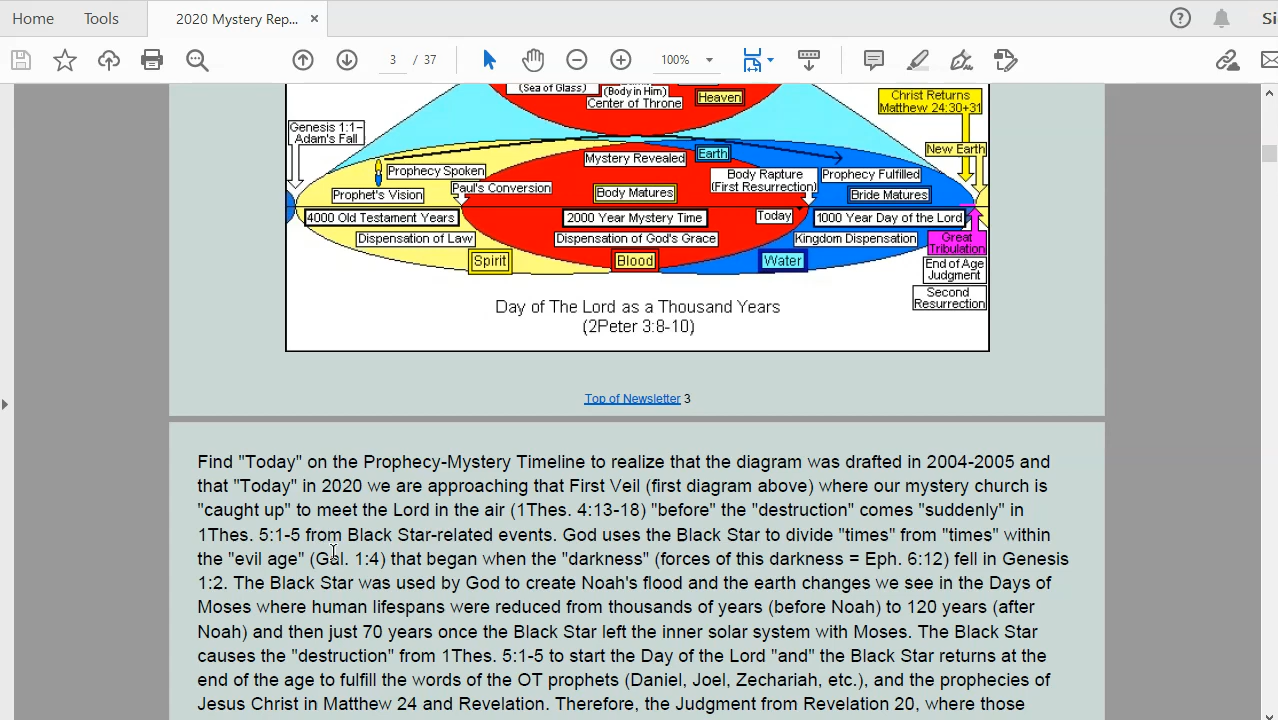 Home
Tools
2020 Mystery Rep... ×
Si
3 / 37
100%
(Sea of Glass)
(Body in Him)
Center of Throne
Heaven
Christ Returns
Matthew 24:30+31
Genesis 1:1-
Adam's Fall
New Earth
Mystery Revealed
Earth
Prophecy Spoken
Body Rapture
(First Resurrection)
Prophecy Fulfilled
Prophet's Vision
Paul's Conversion
Body Matures
Bride Matures
4000 Old Testament Years
2000 Year Mystery Time
Today
1000 Year Day of the Lord
Dispensation of Law
Dispensation of God's Grace
Kingdom Dispensation
Great
Tribulation
Spirit
Blood
Water
End of Age
Judgment
Second
Resurrection
Day of The Lord as a Thousand Years
(2Peter 3:8-10)
Top of Newsletter 3
Find "Today" on the Prophecy-Mystery Timeline to realize that the diagram was drafted in 2004-2005 and
that "Today" in 2020 we are approaching that First Veil (first diagram above) where our mystery church is
"caught up" to meet the Lord in the air (1Thes. 4:13-18) "before" the "destruction" comes "suddenly" in
1Thes. 5:1-5 from Black Star-related events. God uses the Black Star to divide "times" from "times" within
the "evil age" (Gal. 1:4) that began when the "darkness" (forces of this darkness = Eph. 6:12) fell in Genesis
1:2. The Black Star was used by God to create Noah's flood and the earth changes we see in the Days of
Moses where human lifespans were reduced from thousands of years (before Noah) to 120 years (after
Noah) and then just 70 years once the Black Star left the inner solar system with Moses. The Black Star
causes the "destruction" from 1Thes. 5:1-5 to start the Day of the Lord "and" the Black Star returns at the
end of the age to fulfill the words of the OT prophets (Daniel, Joel, Zechariah, etc.), and the prophecies of
Jesus Christ in Matthew 24 and Revelation. Therefore, the Judgment from Revelation 20, where those